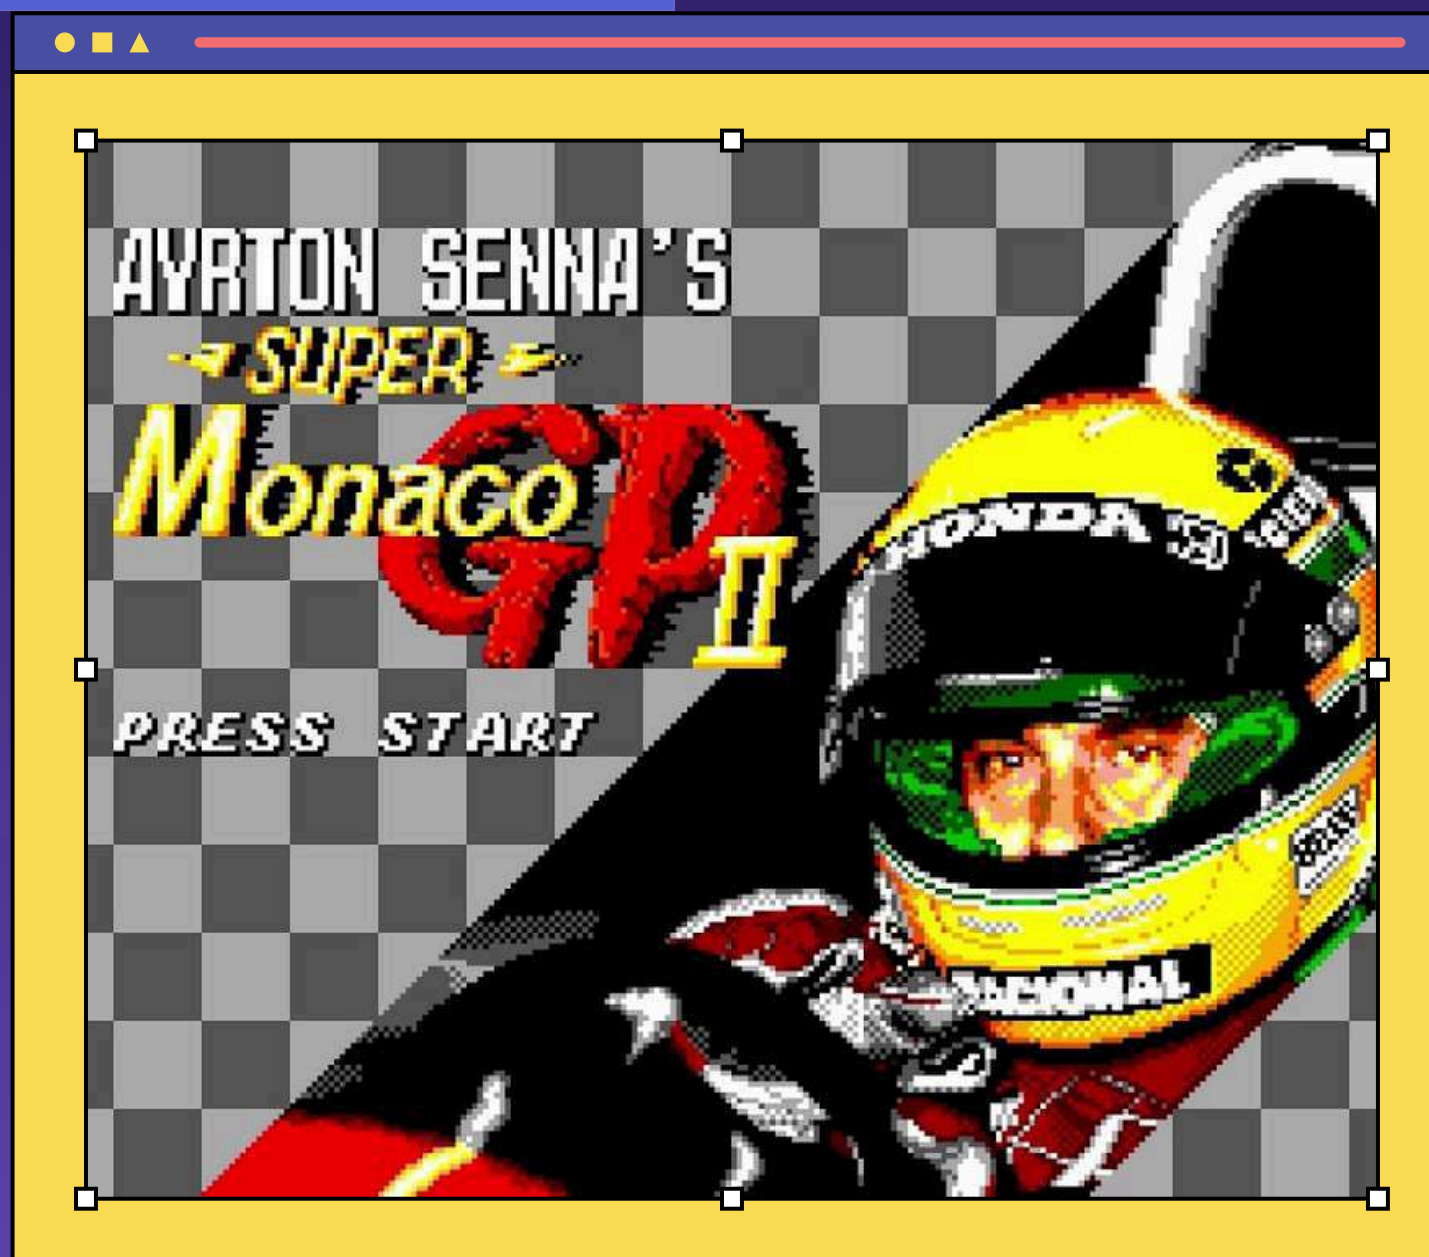 AYRTON SENNA'S
SUPER
Monaco GP II
PRESS START
HONDA
NACIONAL